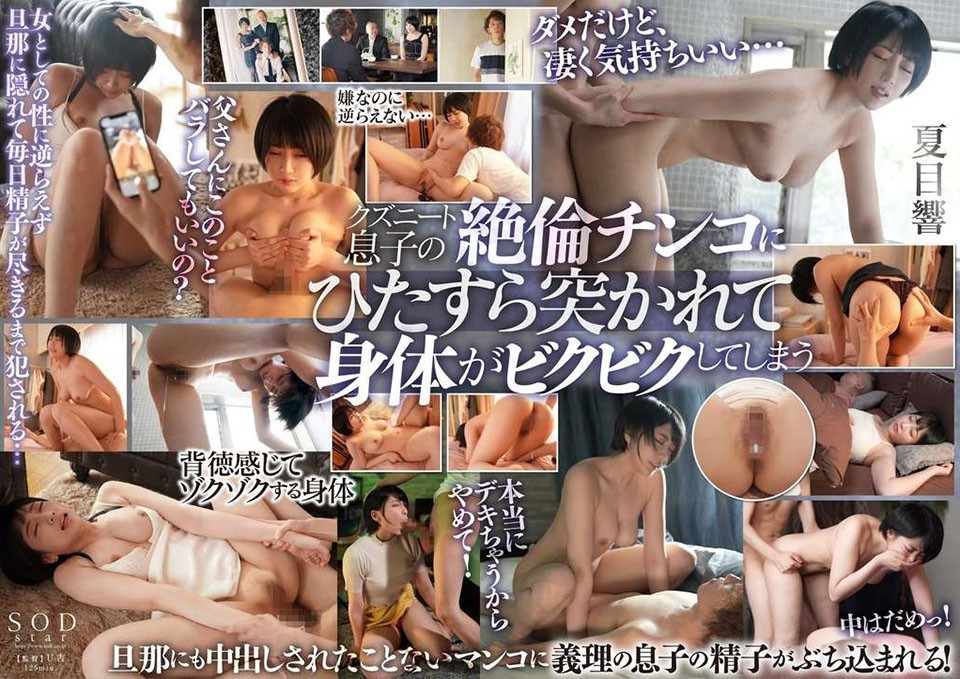 女としての性に逆らえず
旦那に隠れて毎日精子が尽きるまで犯される…
父さんにこのこと
バラしてもいいの？
嫌なのに
逆らえない…
ダメだけど、
凄く気持ちいい…
夏目響
クズニート
息子の
絶倫チンコに
ひたすら突かれて
身体がビクビクしてしまう
背徳感じて
ゾクゾクする身体
本当に
デキちゃうから
やめて！
中はだめっ！
旦那にも中出しされたことないマンコに義理の息子の精子がぶち込まれる！
SOD
star
【監督】U吉
125min.